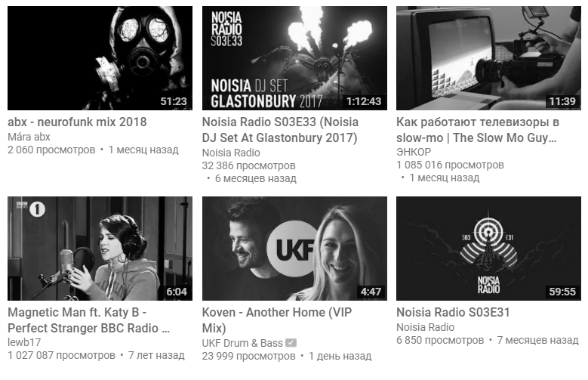 NOISIA
RADIO
S03E33
NOISIA DJ SET
GLASTONBURY 2017
51:23
1:12:43
11:39
abx - neurofunk mix 2018
Mára abx
2 060 просмотров • 1 месяц назад
Noisia Radio S03E33 (Noisia
DJ Set At Glastonbury 2017)
Noisia Radio
32 386 просмотров
• 6 месяцев назад
Как работают телевизоры в
slow-mo | The Slow Mo Guy...
ЭНКОР
1 085 016 просмотров
• 1 месяц назад
1
6:04
UKF
4:47
S03
E31
NOISIA
RADIO
59:55
Magnetic Man ft. Katy B -
Perfect Stranger BBC Radio ...
lewb17
1 027 087 просмотров • 7 лет назад
Koven - Another Home (VIP
Mix)
UKF Drum & Bass
23 999 просмотров • 1 день назад
Noisia Radio S03E31
Noisia Radio
6 850 просмотров • 7 месяцев назад